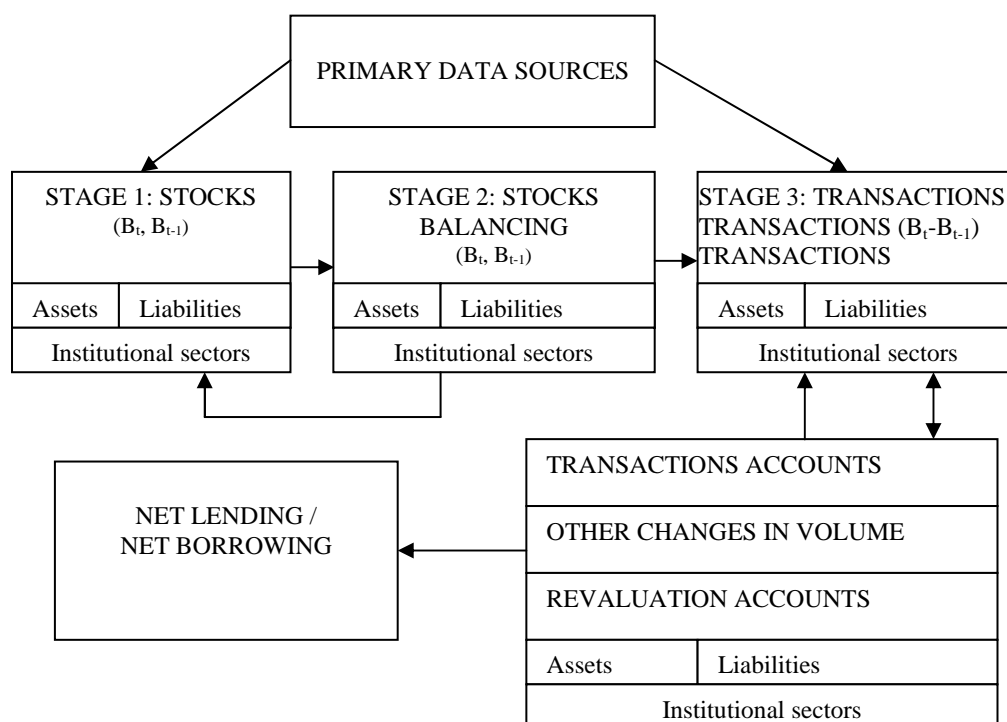 PRIMARY DATA SOURCES
STAGE 1: STOCKS
(Bt, Bt-1)
Assets
Liabilities
Institutional sectors
STAGE 2: STOCKS
BALANCING
(Bt, Bt-1)
Assets
Liabilities
Institutional sectors
STAGE 3: TRANSACTIONS
TRANSACTIONS (Bt-Bt-1)
TRANSACTIONS
Assets
Liabilities
Institutional sectors
NET LENDING /
NET BORROWING
TRANSACTIONS ACCOUNTS
OTHER CHANGES IN VOLUME
REVALUATION ACCOUNTS
Assets
Liabilities
Institutional sectors